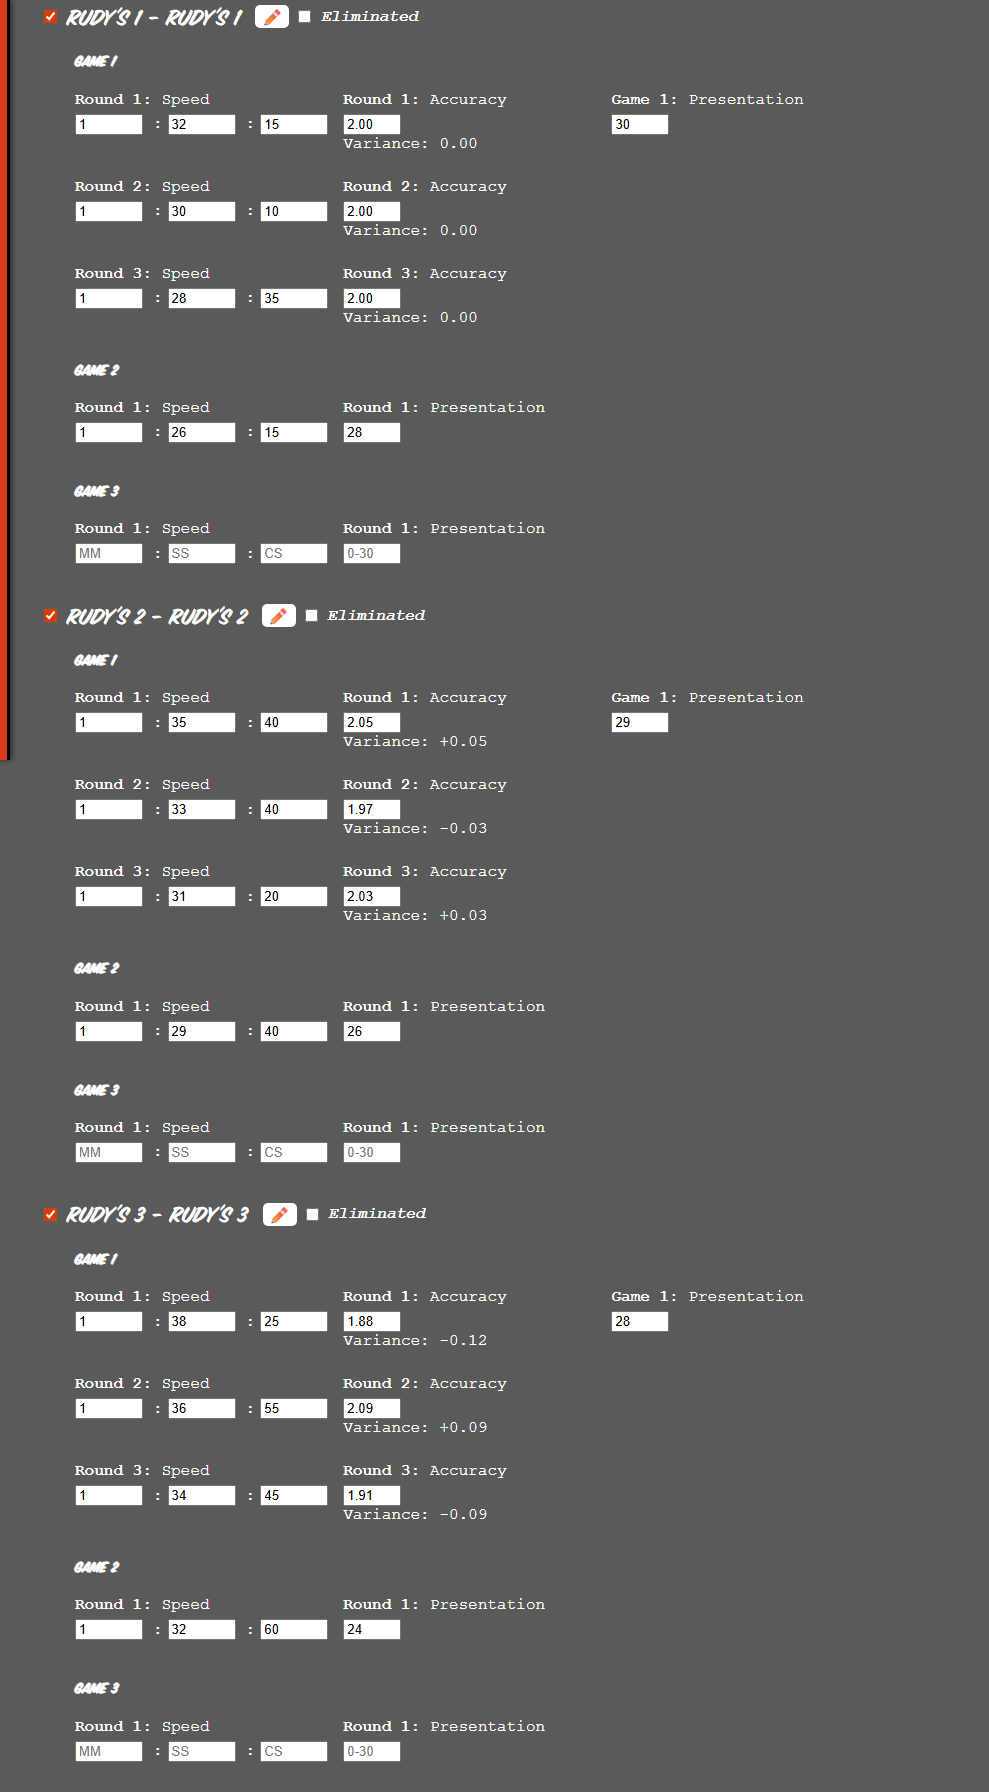 RUDY'S 1 - RUDY'S 1 Eliminated
GAME 1
Round 1: Speed Round 1: Accuracy Game 1: Presentation
1 : 32 : 15 2.00 30
Variance: 0.00
Round 2: Speed Round 2: Accuracy
1 : 30 : 10 2.00
Variance: 0.00
Round 3: Speed Round 3: Accuracy
1 : 28 : 35 2.00
Variance: 0.00
GAME 2
Round 1: Speed Round 1: Presentation
1 : 26 : 15 28
GAME 3
Round 1: Speed Round 1: Presentation
MM : SS : CS 0-30
RUDY'S 2 - RUDY'S 2 Eliminated
GAME 1
Round 1: Speed Round 1: Accuracy Game 1: Presentation
1 : 35 : 40 2.05 29
Variance: +0.05
Round 2: Speed Round 2: Accuracy
1 : 33 : 40 1.97
Variance: -0.03
Round 3: Speed Round 3: Accuracy
1 : 31 : 20 2.03
Variance: +0.03
GAME 2
Round 1: Speed Round 1: Presentation
1 : 29 : 40 26
GAME 3
Round 1: Speed Round 1: Presentation
MM : SS : CS 0-30
RUDY'S 3 - RUDY'S 3 Eliminated
GAME 1
Round 1: Speed Round 1: Accuracy Game 1: Presentation
1 : 38 : 25 1.88 28
Variance: -0.12
Round 2: Speed Round 2: Accuracy
1 : 36 : 55 2.09
Variance: +0.09
Round 3: Speed Round 3: Accuracy
1 : 34 : 45 1.91
Variance: -0.09
GAME 2
Round 1: Speed Round 1: Presentation
1 : 32 : 60 24
GAME 3
Round 1: Speed Round 1: Presentation
MM : SS : CS 0-30